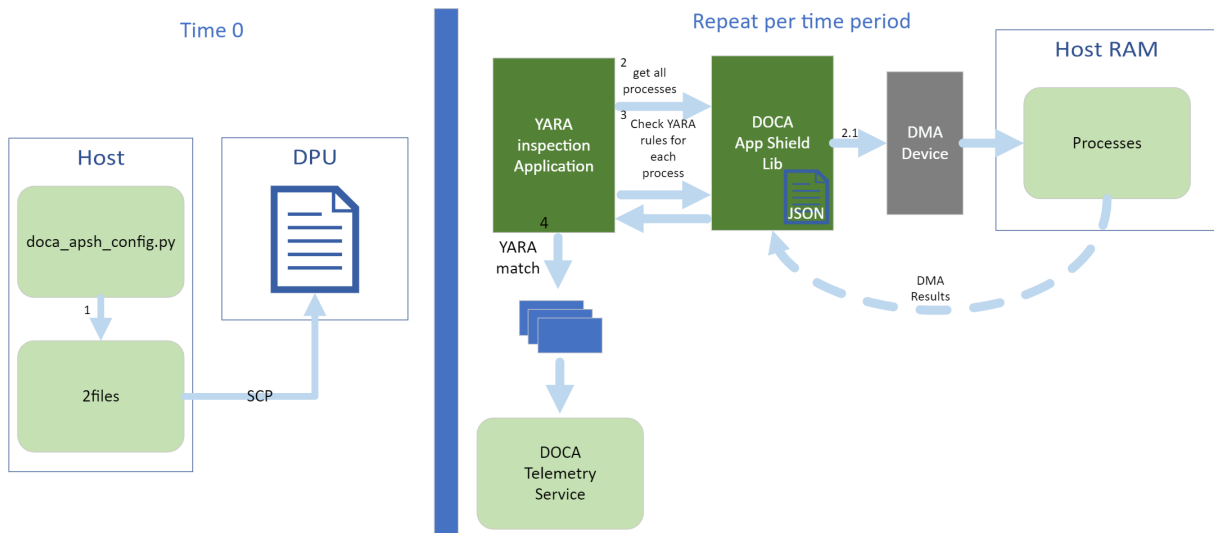 Time 0
Host
doca_apsh_config.py
1
2files
SCP
DPU
Repeat per time period
YARA
inspection
Application
2
get all
processes
3
Check YARA
rules for
each
process
DOCA
App Shield
Lib
JSON
2.1
DMA
Device
Host RAM
Processes
DMA
Results
4
YARA
match
DOCA
Telemetry
Service